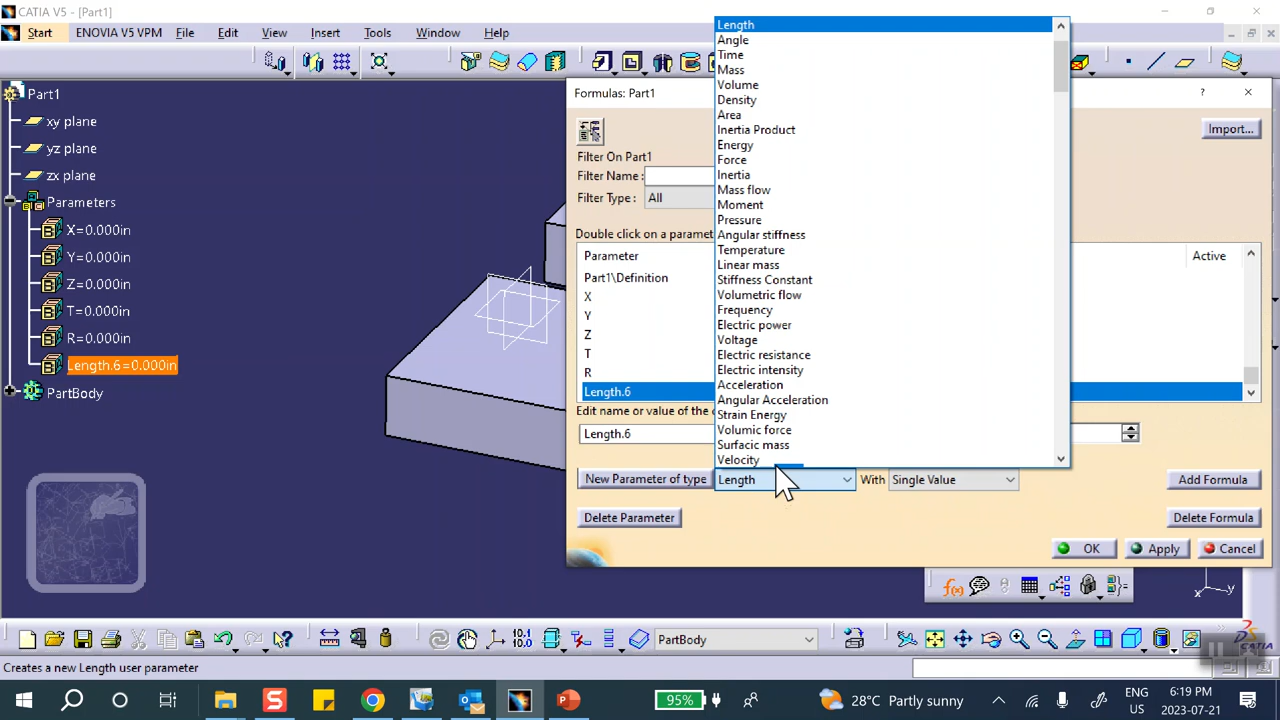 CATIA V5 - [Part1]
Start ENOVIA V5 VPM File Edit View Insert Tools Window Help
Part1
xy plane
yz plane
zx plane
Parameters
X=0.000in
Y=0.000in
Z=0.000in
T=0.000in
R=0.000in
Length.6=0.000in
PartBody
Formulas: Part1
?
Import...
Filter On Part1
Filter Name :
Filter Type : All
Double click on a parame
Parameter
Active
Part1\Definition
X
Y
Z
T
R
Length.6
Edit name or value of the c
Length.6
Length
Angle
Time
Mass
Volume
Density
Area
Inertia Product
Energy
Force
Inertia
Mass flow
Moment
Pressure
Angular stiffness
Temperature
Linear mass
Stiffness Constant
Volumetric flow
Frequency
Electric power
Voltage
Electric resistance
Electric intensity
Acceleration
Angular Acceleration
Strain Energy
Volumic force
Surfacic mass
Velocity
New Parameter of type Length With Single Value Add Formula
Delete Parameter Delete Formula
OK Apply Cancel
f(x)
x
z
10.1
10.1
PartBody
CATIA
Creates a new Length user parameter
95%
28°C Partly sunny
ENG
US
6:19 PM
2023-07-21